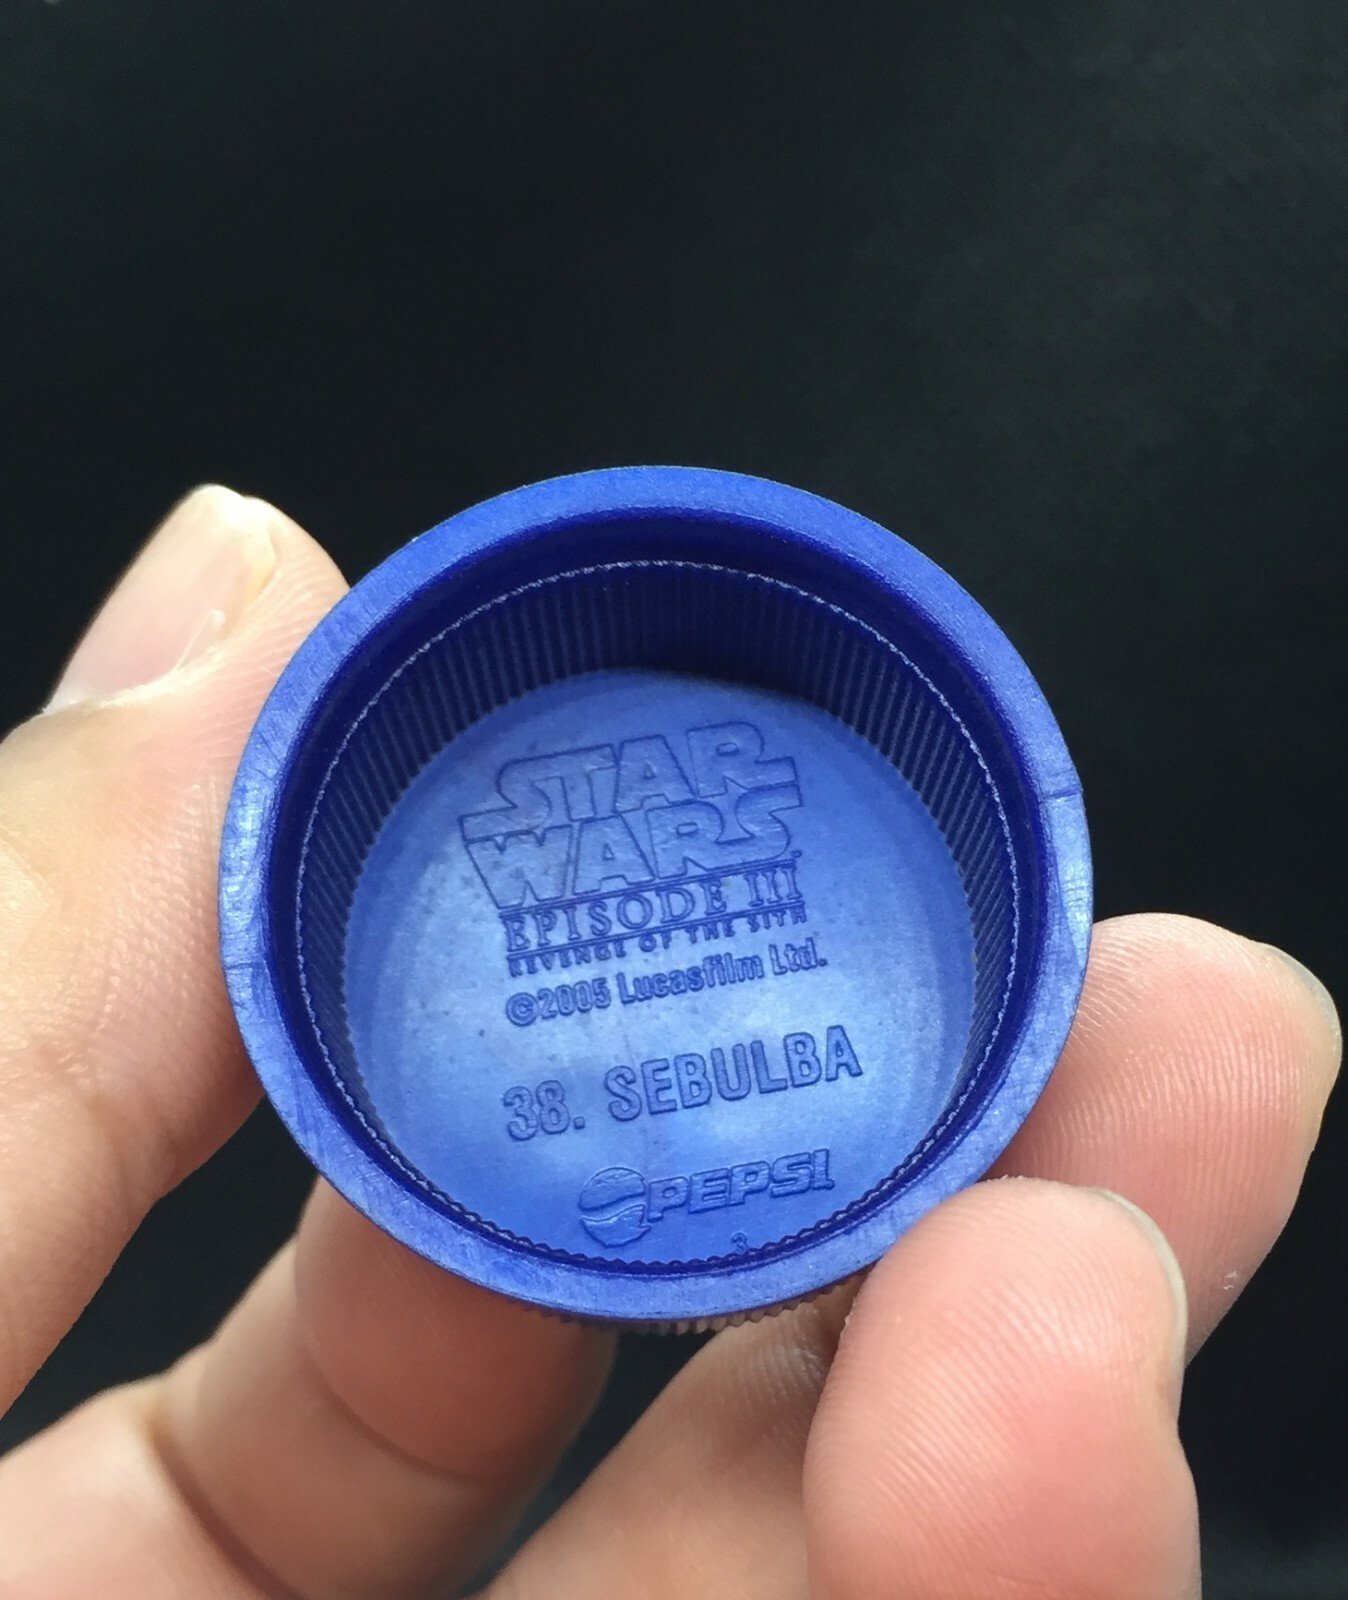 STAR
WARS
EPISODE III
REVENGE OF THE SITH
©2005 Lucasfilm Ltd.
38. SEBULBA
PEPSI
3